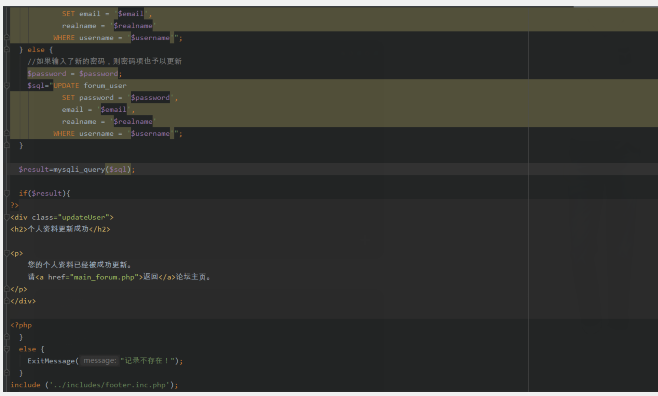 SET email = '$email',
realname = '$realname'
WHERE username = '$username'";
} else {
//如果输入了新的密码，则密码项也予以更新
$password = $password;
$sql="UPDATE forum_user
SET password = '$password',
email = '$email',
realname = '$realname'
WHERE username = '$username'";
}
$result=mysqli_query($sql);
if($result){
?>
<div class="updateUser">
<h2>个人资料更新成功</h2>
<p>
您的个人资料已经被成功更新。
请<a href="main_forum.php">返回</a>论坛主页。
</p>
</div>
<?php
}
else {
ExitMessage( message: "记录不存在！");
}
include ('../includes/footer.inc.php');